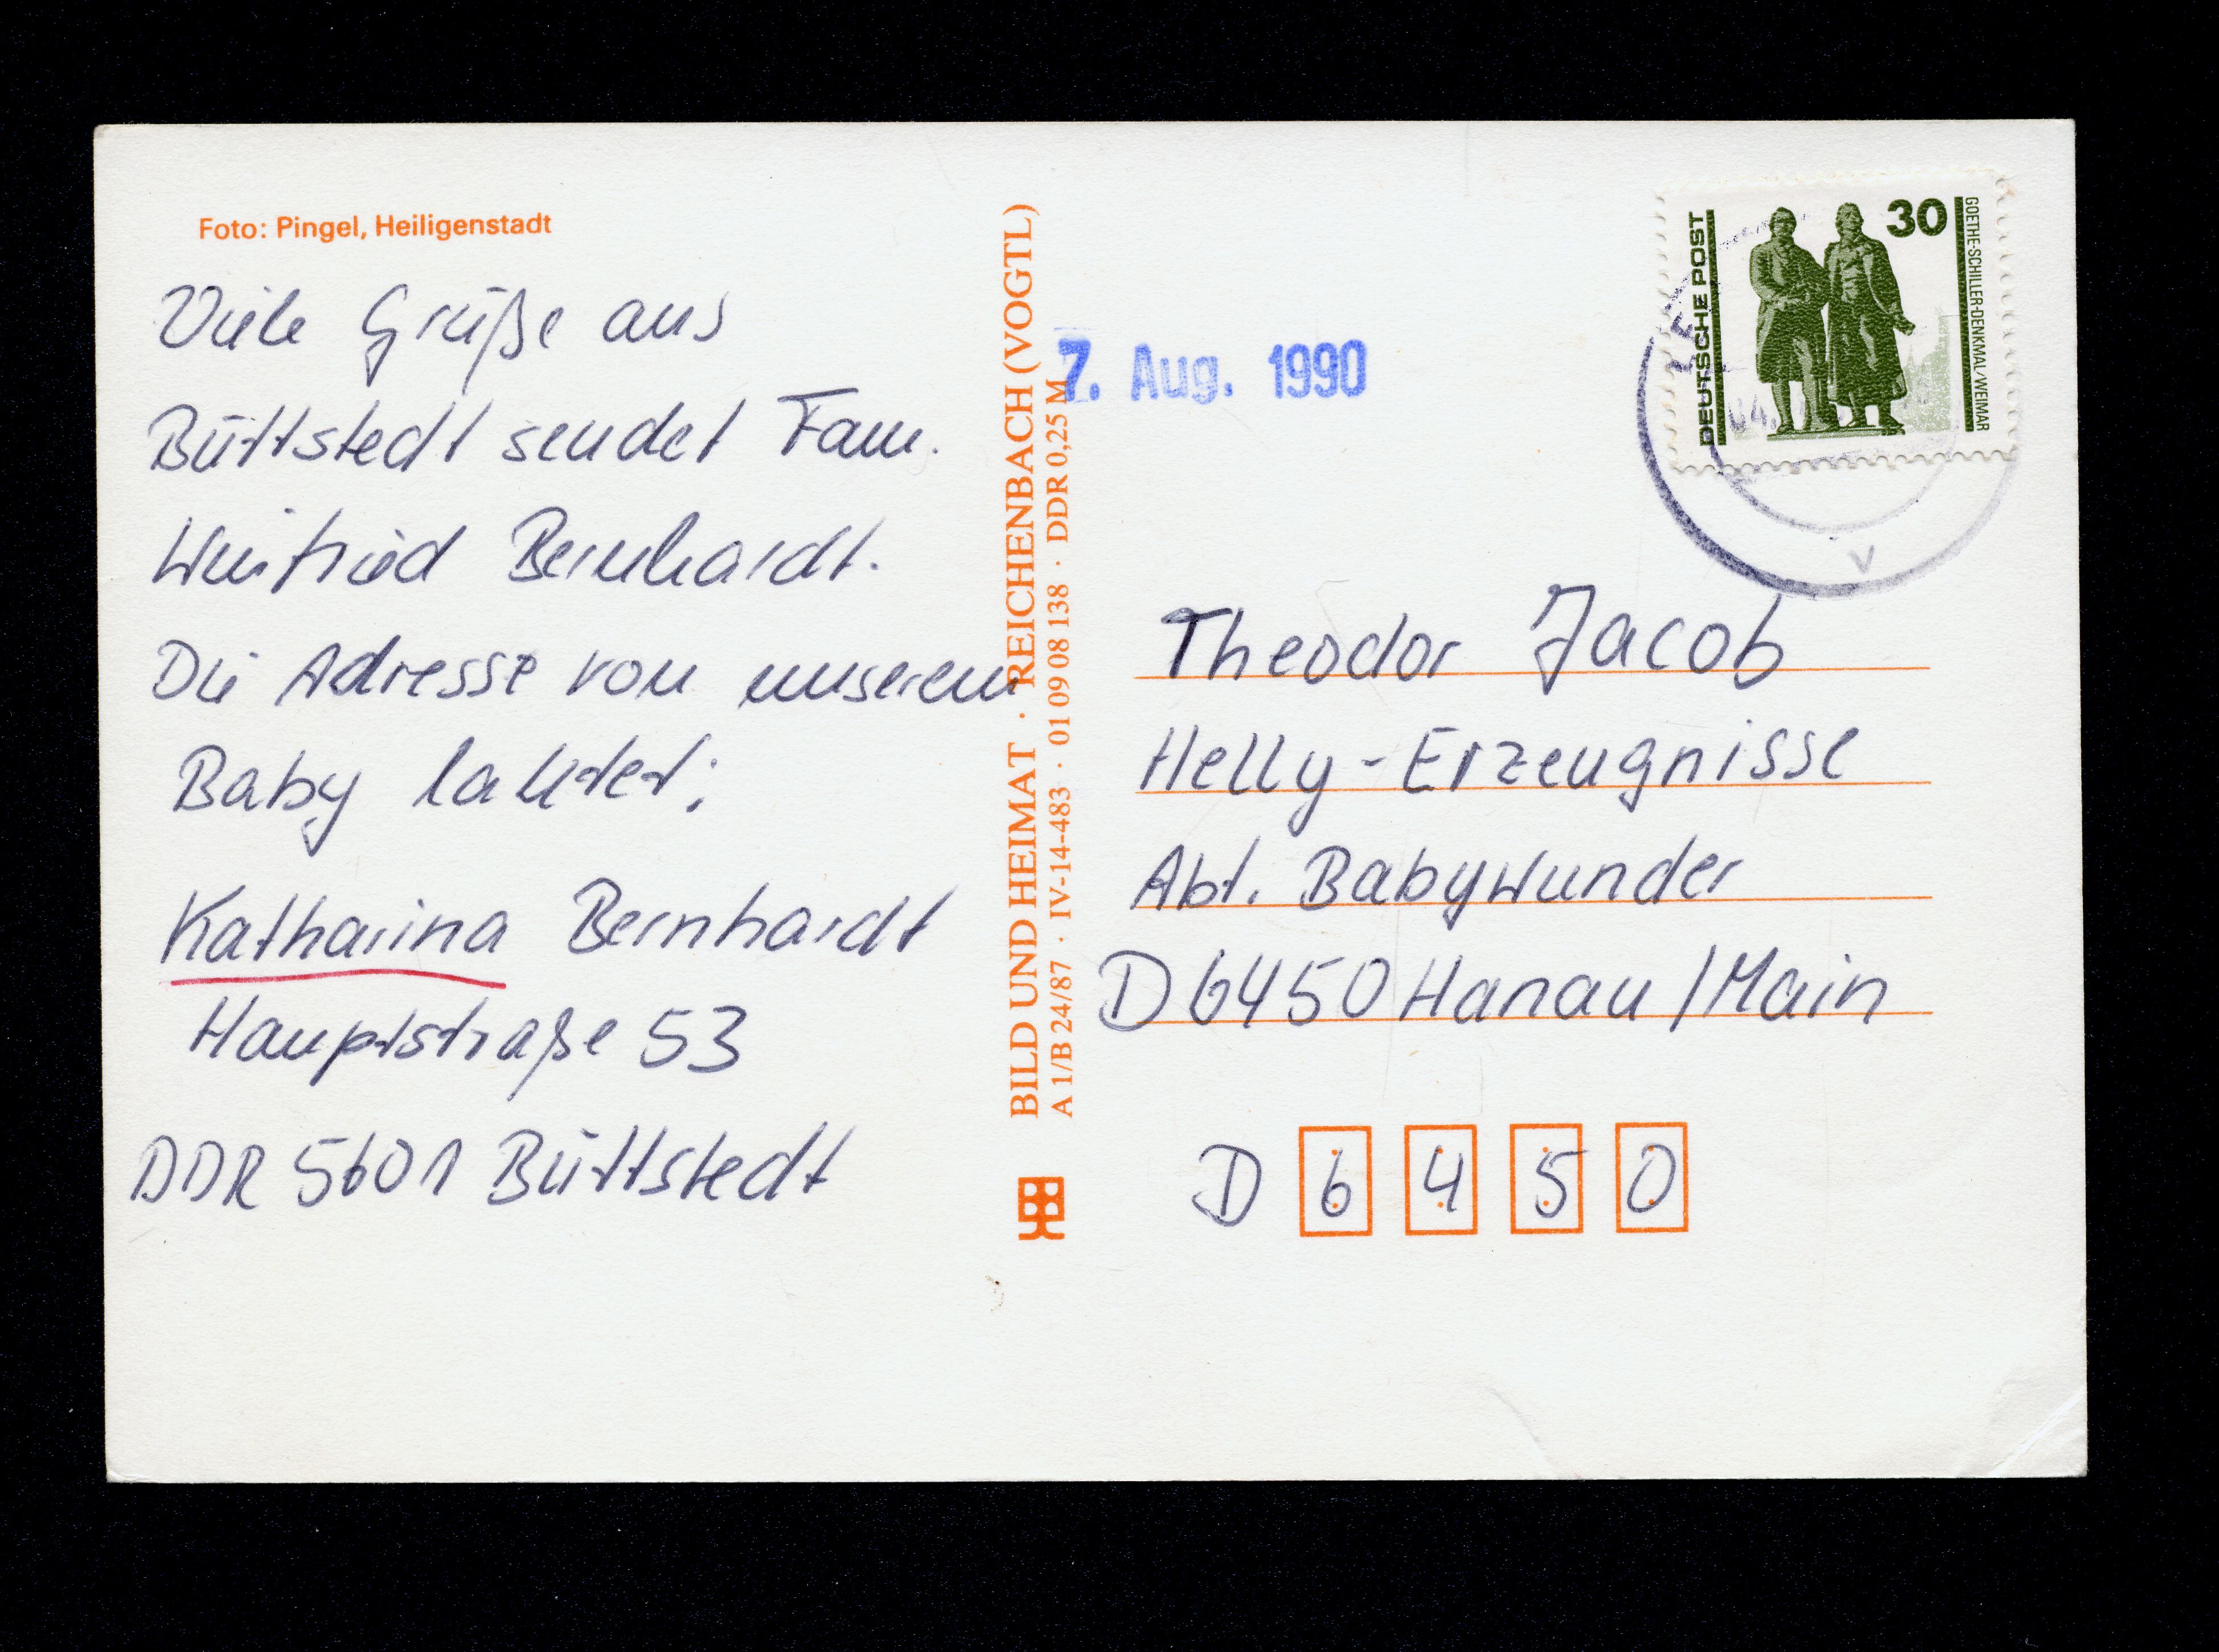 Foto: Pingel, Heiligenstadt
Viele Grüße aus
Büttstedt sendet Fam.
Winfried Bernhardt.
Die Adresse von unserem
Baby lautet:
Katharina Bernhardt
Hauptstraße 53
DDR 5601 Büttstedt
BILD UND HEIMAT · REICHENBACH (VOGTL)
A 1/B 24/87 · IV-14-483 · 01 09 08 138 · DDR 0,25 M
7. Aug. 1990
DEUTSCHE POST
30
GOETHE-SCHILLER-DENKMAL/WEIMAR
Theodor Jacob
Helly-Erzeugnisse
Abt. Babywunder
D 6450 Hanau/Main
D 6 4 5 0